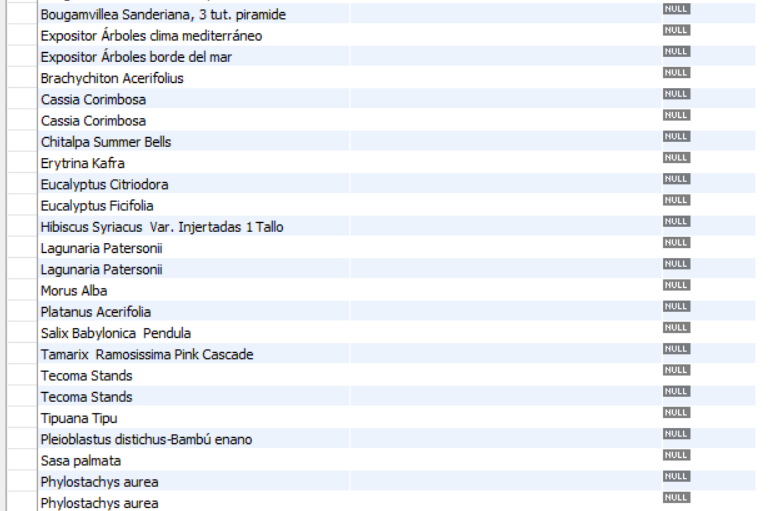 Bougamvillea Sanderiana, 3 tut. piramide NULL
Expositor Árboles clima mediterráneo NULL
Expositor Árboles borde del mar NULL
Brachychiton Acerifolius NULL
Cassia Corimbosa NULL
Cassia Corimbosa NULL
Chitalpa Summer Bells NULL
Erytrina Kafra NULL
Eucalyptus Citriodora NULL
Eucalyptus Ficifolia NULL
Hibiscus Syriacus  Var. Injertadas 1 Tallo NULL
Lagunaria Patersonii NULL
Lagunaria Patersonii NULL
Morus Alba NULL
Platanus Acerifolia NULL
Salix Babylonica  Pendula NULL
Tamarix  Ramosissima Pink Cascade NULL
Tecoma Stands NULL
Tecoma Stands NULL
Tipuana Tipu NULL
Pleioblastus distichus-Bambú enano NULL
Sasa palmata NULL
Phylostachys aurea NULL
Phylostachys aurea NULL